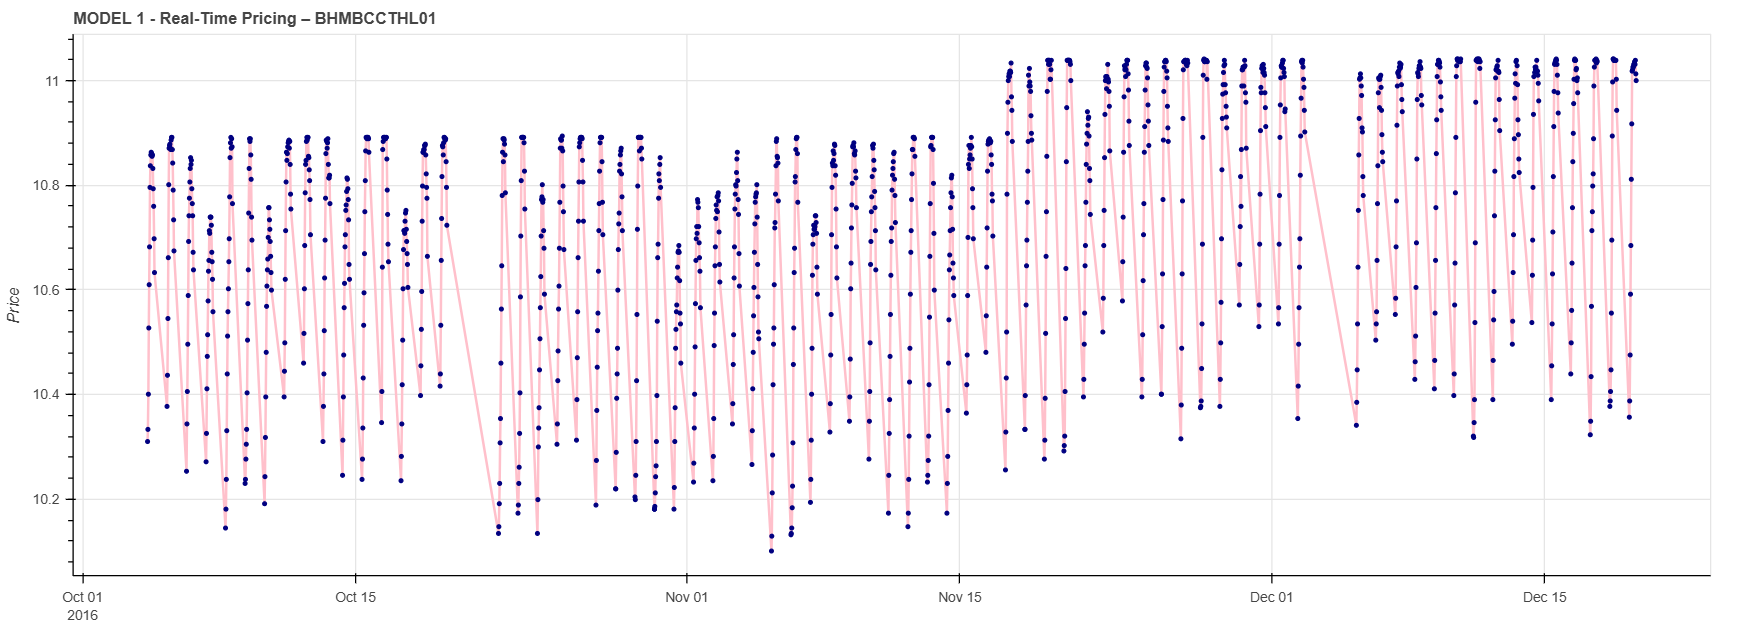 MODEL 1 - Real-Time Pricing – BHMBCCTHL01
Price
11
10.8
10.6
10.4
10.2
Oct 01
2016
Oct 15
Nov 01
Nov 15
Dec 01
Dec 15